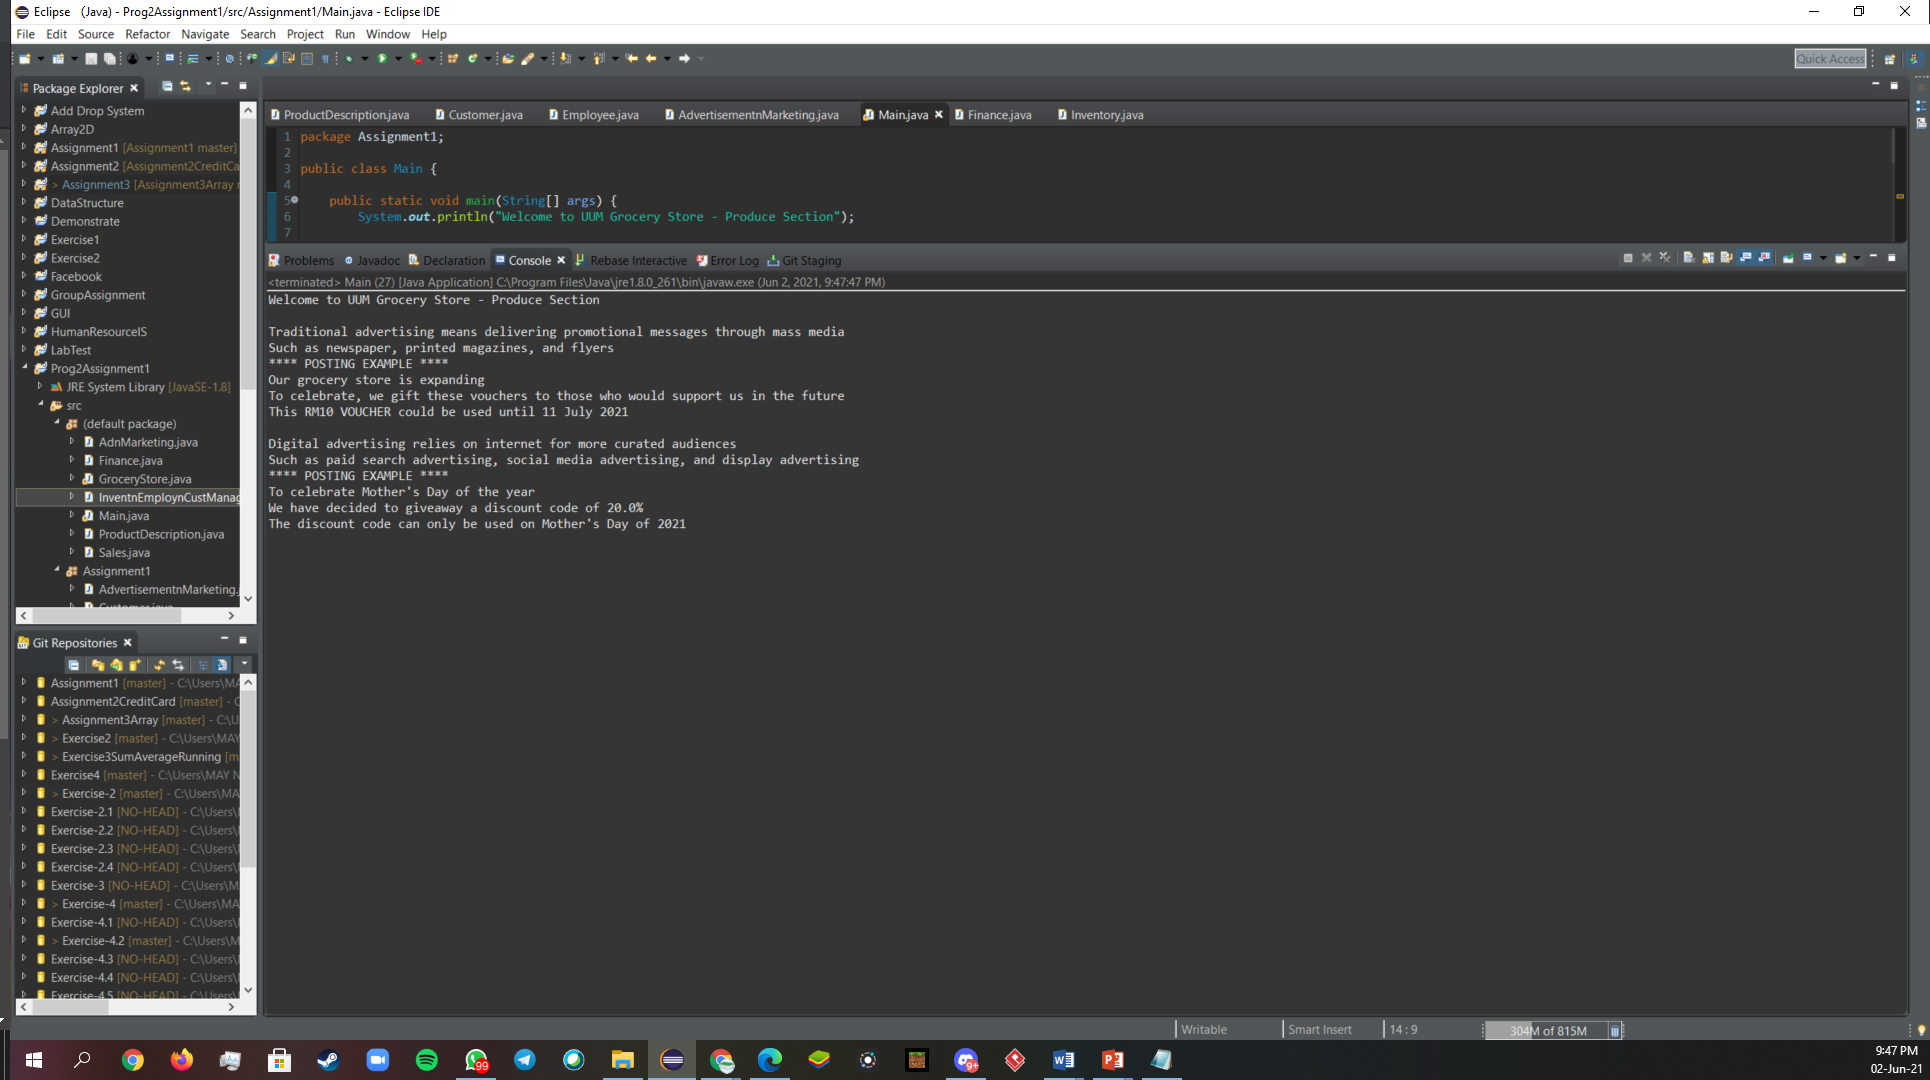 Eclipse (Java) - Prog2Assignment1/src/Assignment1/Main.java - Eclipse IDE
File Edit Source Refactor Navigate Search Project Run Window Help
Quick Access
Package Explorer
Add Drop System
Array2D
Assignment1 [Assignment1 master]
Assignment2 [Assignment2CreditCa
> Assignment3 [Assignment3Array
DataStructure
Demonstrate
Exercise1
Exercise2
Facebook
GroupAssignment
GUI
HumanResourceIS
LabTest
Prog2Assignment1
JRE System Library [JavaSE-1.8]
src
(default package)
AdnMarketing.java
Finance.java
GroceryStore.java
InventnEmploynCustManag
Main.java
ProductDescription.java
Sales.java
Assignment1
AdvertisementnMarketing.j
Customer.java
Git Repositories
Assignment1 [master] - C:\Users\MA
Assignment2CreditCard [master] - C
> Assignment3Array [master] - C:\U
> Exercise2 [master] - C:\Users\MAY
> Exercise3SumAverageRunning [m
Exercise4 [master] - C:\Users\MAY N
> Exercise-2 [master] - C:\Users\MA
Exercise-2.1 [NO-HEAD] - C:\Users\
Exercise-2.2 [NO-HEAD] - C:\Users\
Exercise-2.3 [NO-HEAD] - C:\Users\
Exercise-2.4 [NO-HEAD] - C:\Users\
Exercise-3 [NO-HEAD] - C:\Users\M
> Exercise-4 [master] - C:\Users\MA
Exercise-4.1 [NO-HEAD] - C:\Users\
> Exercise-4.2 [master] - C:\Users\M
Exercise-4.3 [NO-HEAD] - C:\Users\
Exercise-4.4 [NO-HEAD] - C:\Users\
Exercise-4.5 [NO-HEAD] - C:\Users\
ProductDescription.java Customer.java Employee.java AdvertisementnMarketing.java Main.java Finance.java Inventory.java
1 package Assignment1;
2
3 public class Main {
4
5 public static void main(String[] args) {
6 System.out.println("Welcome to UUM Grocery Store - Produce Section");
7
Problems Javadoc Declaration Console Rebase Interactive Error Log Git Staging
<terminated> Main (27) [Java Application] C:\Program Files\Java\jre1.8.0_261\bin\javaw.exe (Jun 2, 2021, 9:47:47 PM)
Welcome to UUM Grocery Store - Produce Section
Traditional advertising means delivering promotional messages through mass media
Such as newspaper, printed magazines, and flyers
**** POSTING EXAMPLE ****
Our grocery store is expanding
To celebrate, we gift these vouchers to those who would support us in the future
This RM10 VOUCHER could be used until 11 July 2021
Digital advertising relies on internet for more curated audiences
Such as paid search advertising, social media advertising, and display advertising
**** POSTING EXAMPLE ****
To celebrate Mother's Day of the year
We have decided to giveaway a discount code of 20.0%
The discount code can only be used on Mother's Day of 2021
Writable Smart Insert 14 : 9 304M of 815M
99
9+
9:47 PM
02-Jun-21